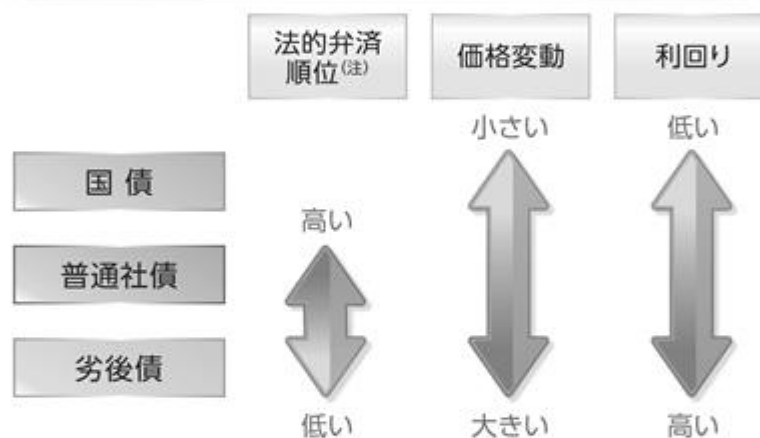 法的弁済
順位(注)
価格変動
利回り
小さい
低い
国 債
高い
普通社債
劣後債
低い
大きい
高い